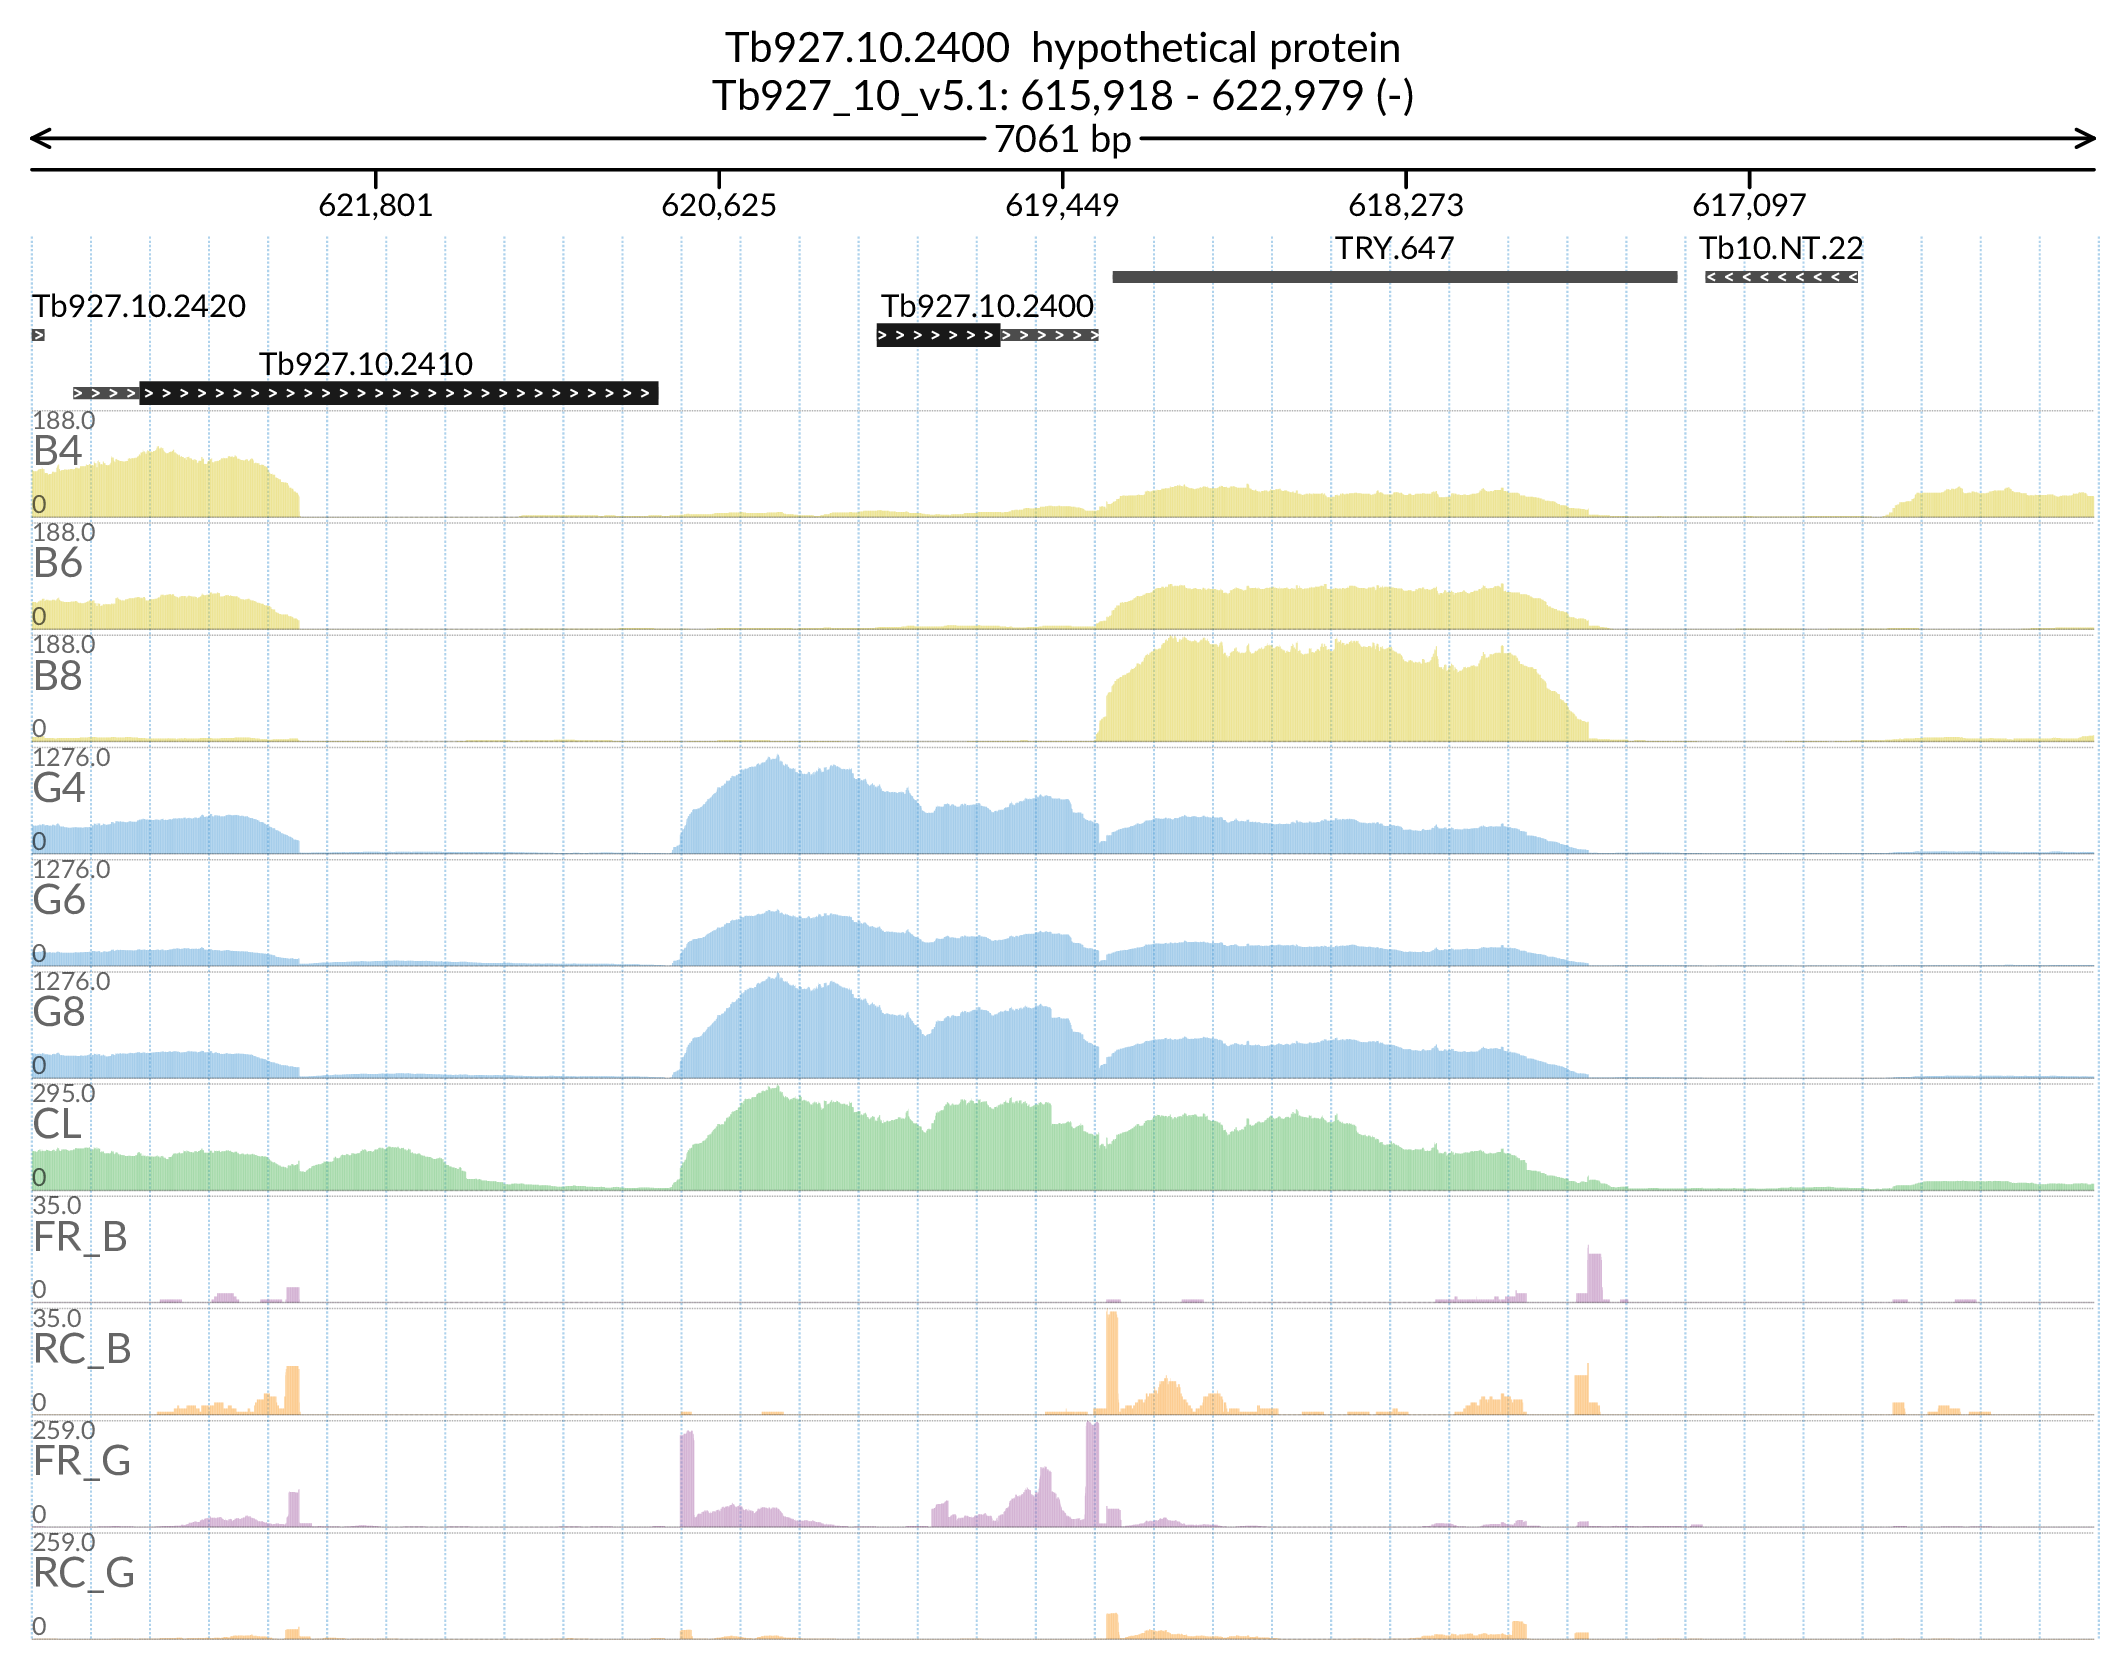 Tb927.10.2400  hypothetical protein
Tb927_10_v5.1: 615,918 - 622,979 (-)
7061 bp
621,801 620,625 619,449 618,273 617,097
TRY.647 Tb10.NT.22
Tb927.10.2420 Tb927.10.2400
Tb927.10.2410
188.0
B4
0
188.0
B6
0
188.0
B8
0
1276.0
G4
0
1276.0
G6
0
1276.0
G8
0
295.0
CL
0
35.0
FR_B
0
35.0
RC_B
0
259.0
FR_G
0
259.0
RC_G
0